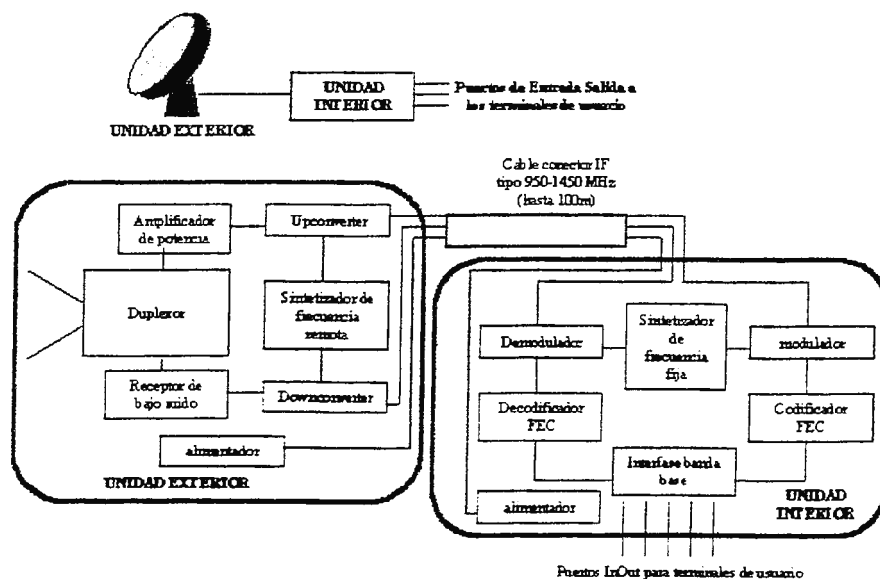 UNIDAD
INTERIOR
Puertos de Entrada Salida a
los terminales de usuario
UNIDAD EXTERIOR
Cable conector IF
tipo 950-1450 MHz
(hasta 100m)
Amplificador
de potencia
Upconverter
Duplexor
Sintetizador de
frecuencia
remota
Receptor de
bajo ruido
Downconverter
alimentador
UNIDAD EXTERIOR
Demodulador
Sintetizador
de
frecuencia
fija
modulador
Decodificador
FEC
Codificador
FEC
Interfase banda
base
alimentador
UNIDAD
INTERIOR
Puertos InOut para terminales de usuario